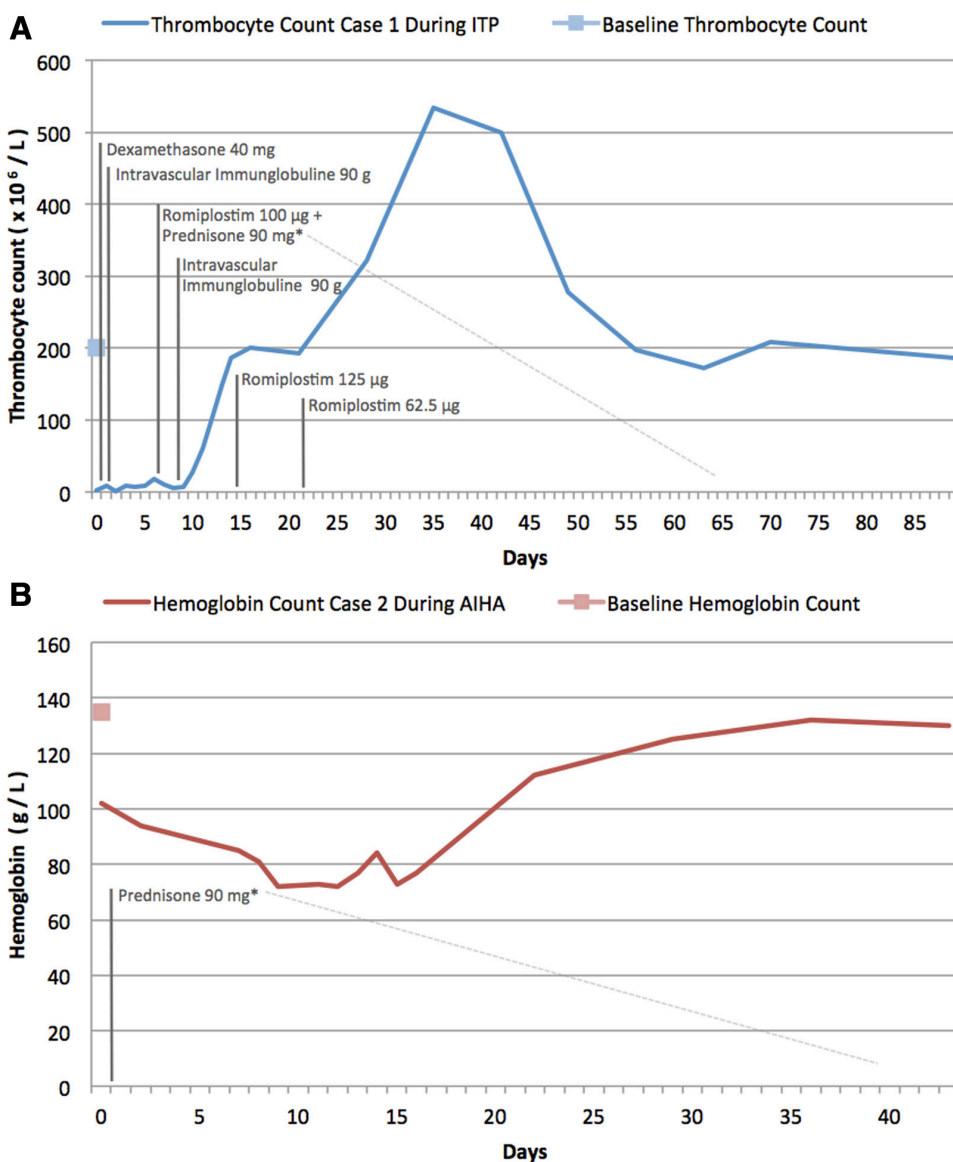 A
Thrombocyte Count Case 1 During ITP
Baseline Thrombocyte Count
Thrombocyte count ( x 10⁶ / L )
600
500
400
300
200
100
0
Dexamethasone 40 mg
Intravascular Immunglobuline 90 g
Romiplostim 100 µg +
Prednisone 90 mg*
Intravascular
Immunglobuline 90 g
Romiplostim 125 µg
Romiplostim 62.5 µg
0 5 10 15 20 25 30 35 40 45 50 55 60 65 70 75 80 85
Days
B
Hemoglobin Count Case 2 During AIHA
Baseline Hemoglobin Count
Hemoglobin ( g / L )
160
140
120
100
80
60
40
20
0
Prednisone 90 mg*
0 5 10 15 20 25 30 35 40
Days